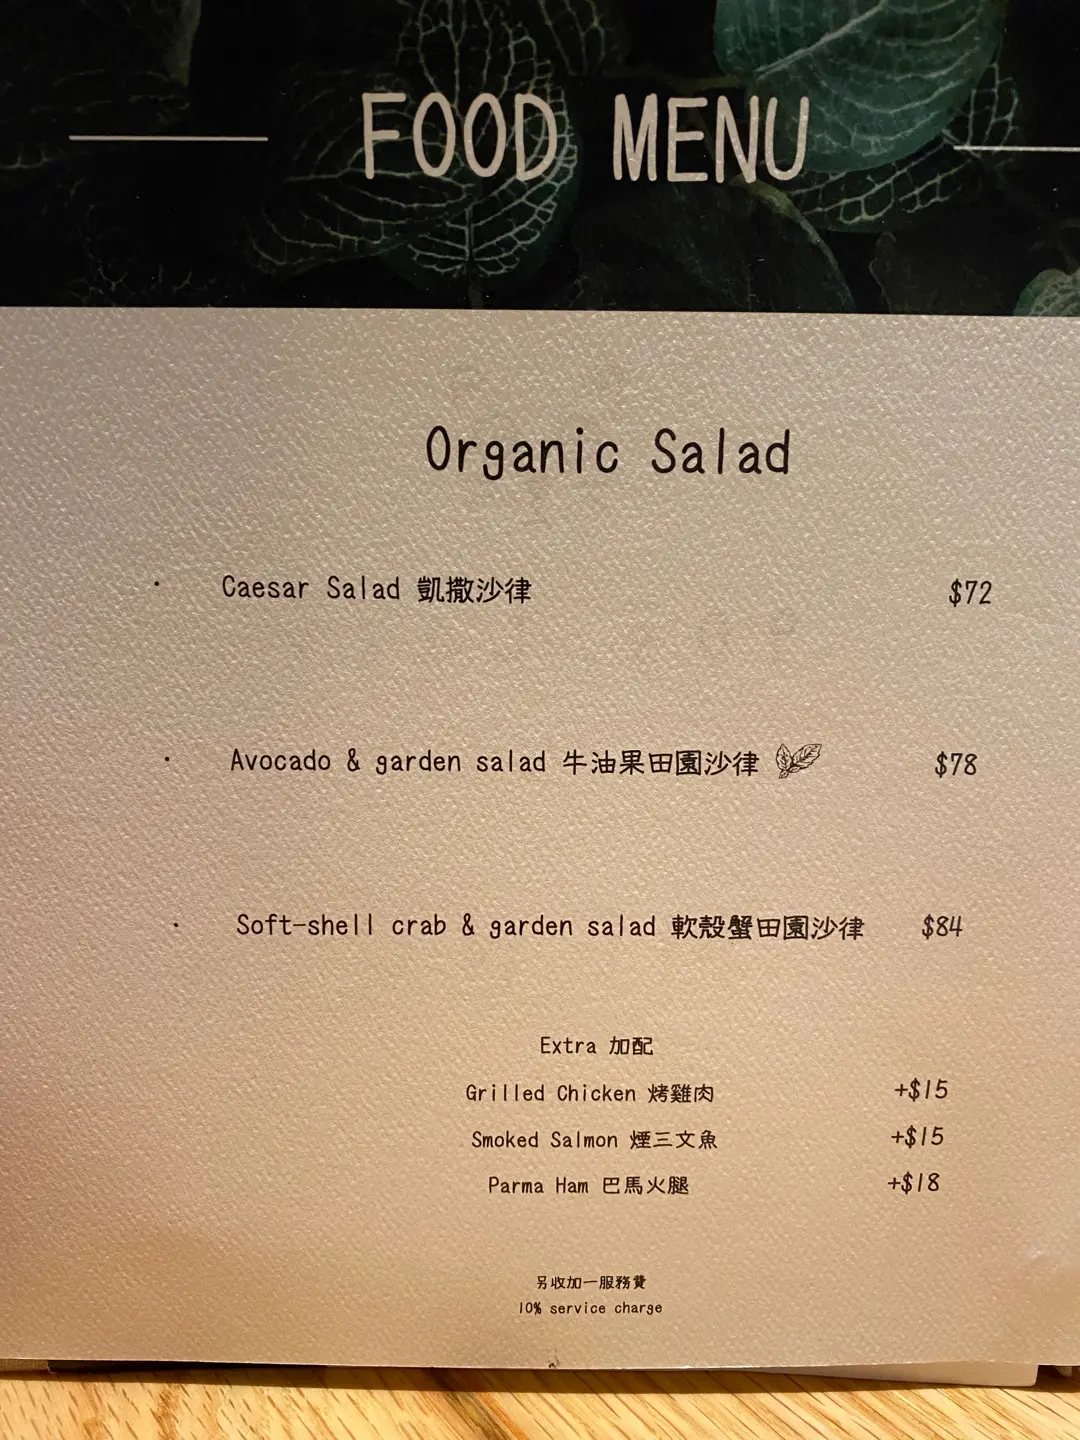 FOOD MENU
Organic Salad
· Caesar Salad 凱撒沙律 $72
· Avocado & garden salad 牛油果田園沙律 $78
· Soft-shell crab & garden salad 軟殼蟹田園沙律 $84
Extra 加配
Grilled Chicken 烤雞肉 +$15
Smoked Salmon 煙三文魚 +$15
Parma Ham 巴馬火腿 +$18
另收加一服務費
10% service charge